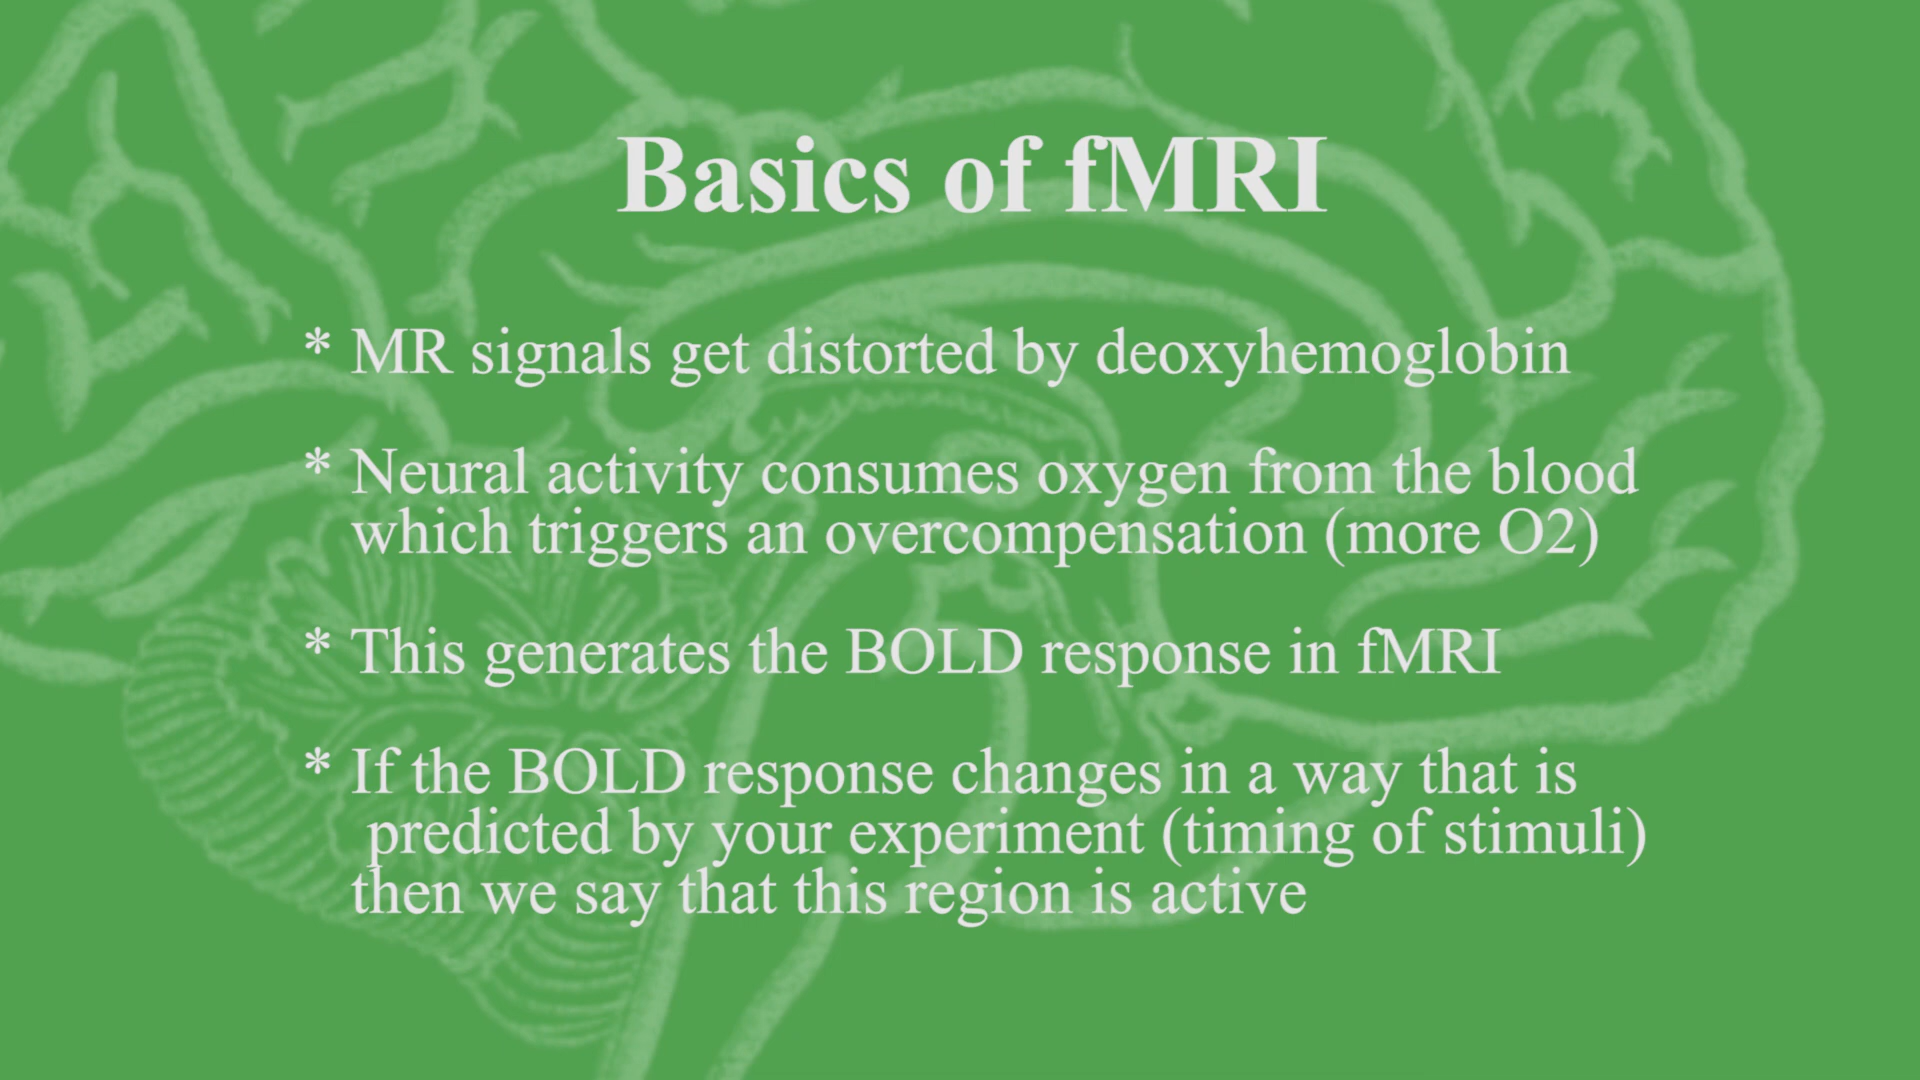 Basics of fMRI
* MR signals get distorted by deoxyhemoglobin
* Neural activity consumes oxygen from the blood
which triggers an overcompensation (more O2)
* This generates the BOLD response in fMRI
* If the BOLD response changes in a way that is
predicted by your experiment (timing of stimuli)
then we say that this region is active